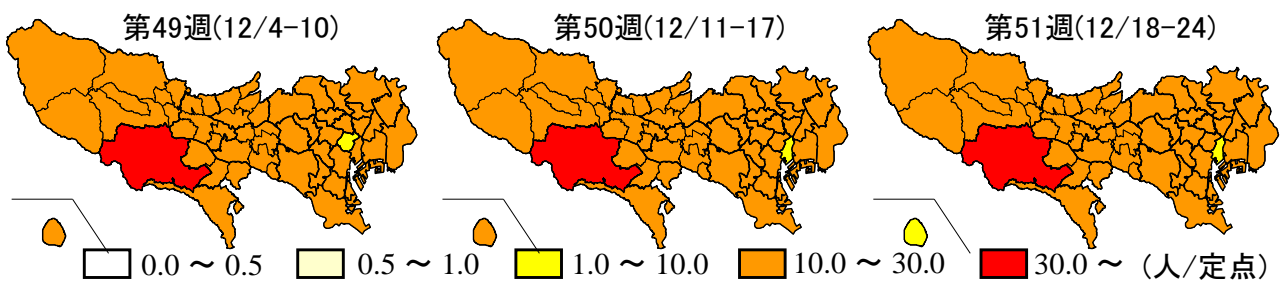 第49週(12/4-10)
第50週(12/11-17)
第51週(12/18-24)
0.0 ～ 0.5
0.5 ～ 1.0
1.0 ～ 10.0
10.0 ～ 30.0
30.0 ～ (人/定点)